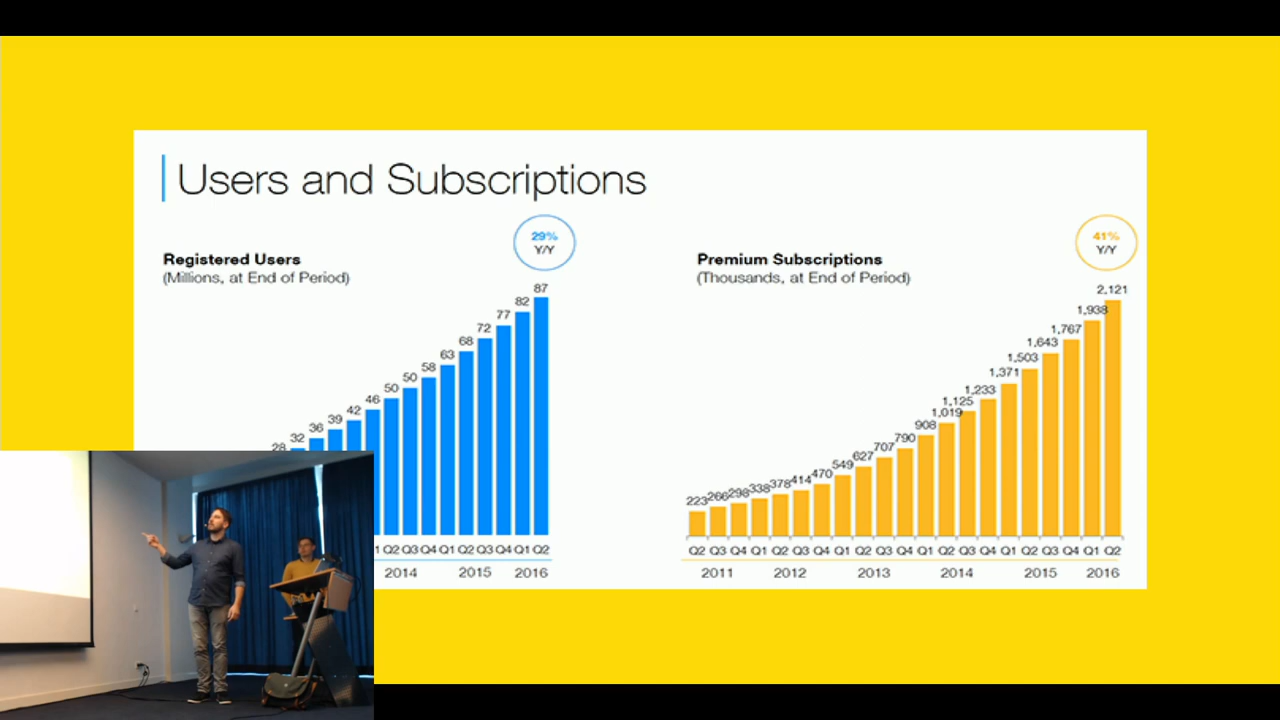 Users and Subscriptions
29%
Y/Y
Registered Users
(Millions, at End of Period)
28 32 36 39 42 46 50 50 58 63 68 72 77 82 87
Q2 Q3 Q4 Q1 Q2 Q3 Q4 Q1 Q2
2014 2015 2016
41%
Y/Y
Premium Subscriptions
(Thousands, at End of Period)
223 266 298 338 378 414 470 549 627 707 790 908 1,019 1,125 1,233 1,371 1,503 1,643 1,767 1,938 2,121
Q2 Q3 Q4 Q1 Q2 Q3 Q4 Q1 Q2 Q3 Q4 Q1 Q2 Q3 Q4 Q1 Q2 Q3 Q4 Q1 Q2
2011 2012 2013 2014 2015 2016